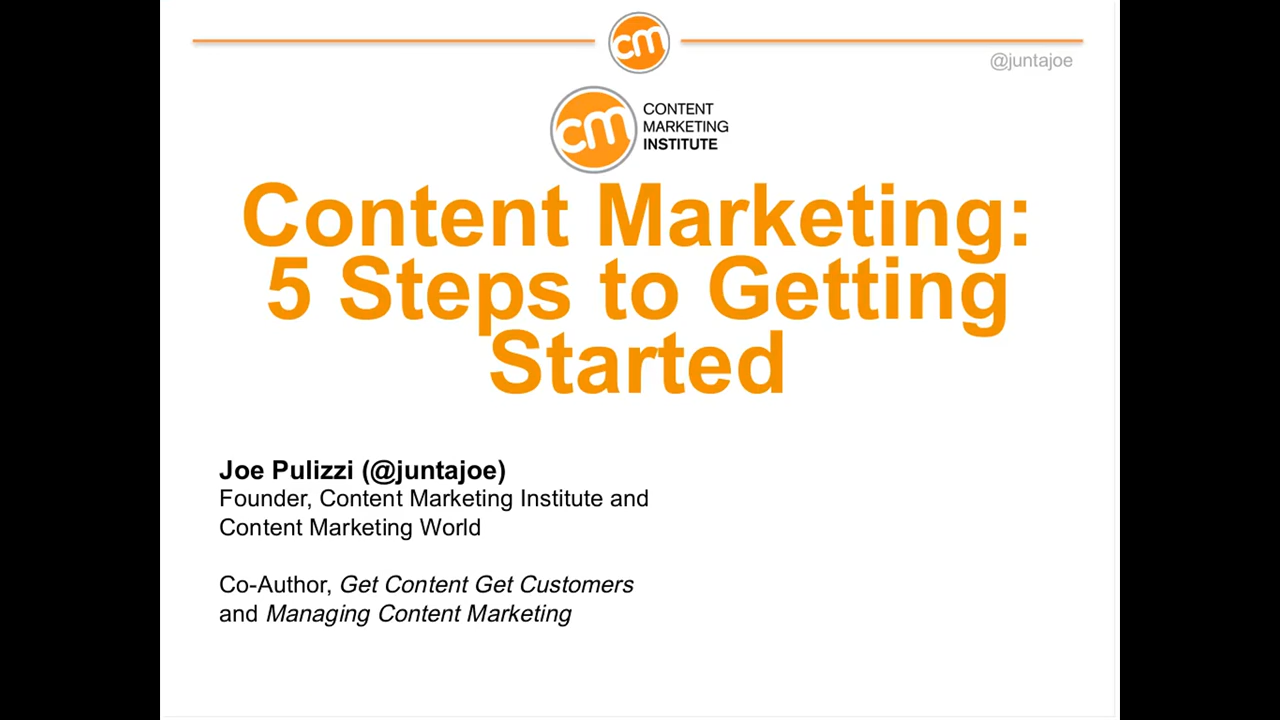 cm
@juntajoe
cm
CONTENT
MARKETING
INSTITUTE
Content Marketing:
5 Steps to Getting
Started
Joe Pulizzi (@juntajoe)
Founder, Content Marketing Institute and
Content Marketing World
Co-Author, Get Content Get Customers
and Managing Content Marketing